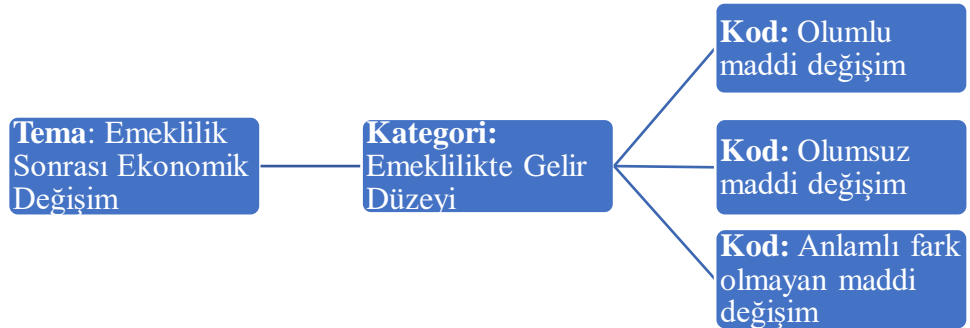 Tema: Emeklilik
Sonrası Ekonomik
Değişim
Kategori:
Emeklilikte Gelir
Düzeyi
Kod: Olumlu
maddi değişim
Kod: Olumsuz
maddi değişim
Kod: Anlamlı fark
olmayan maddi
değişim